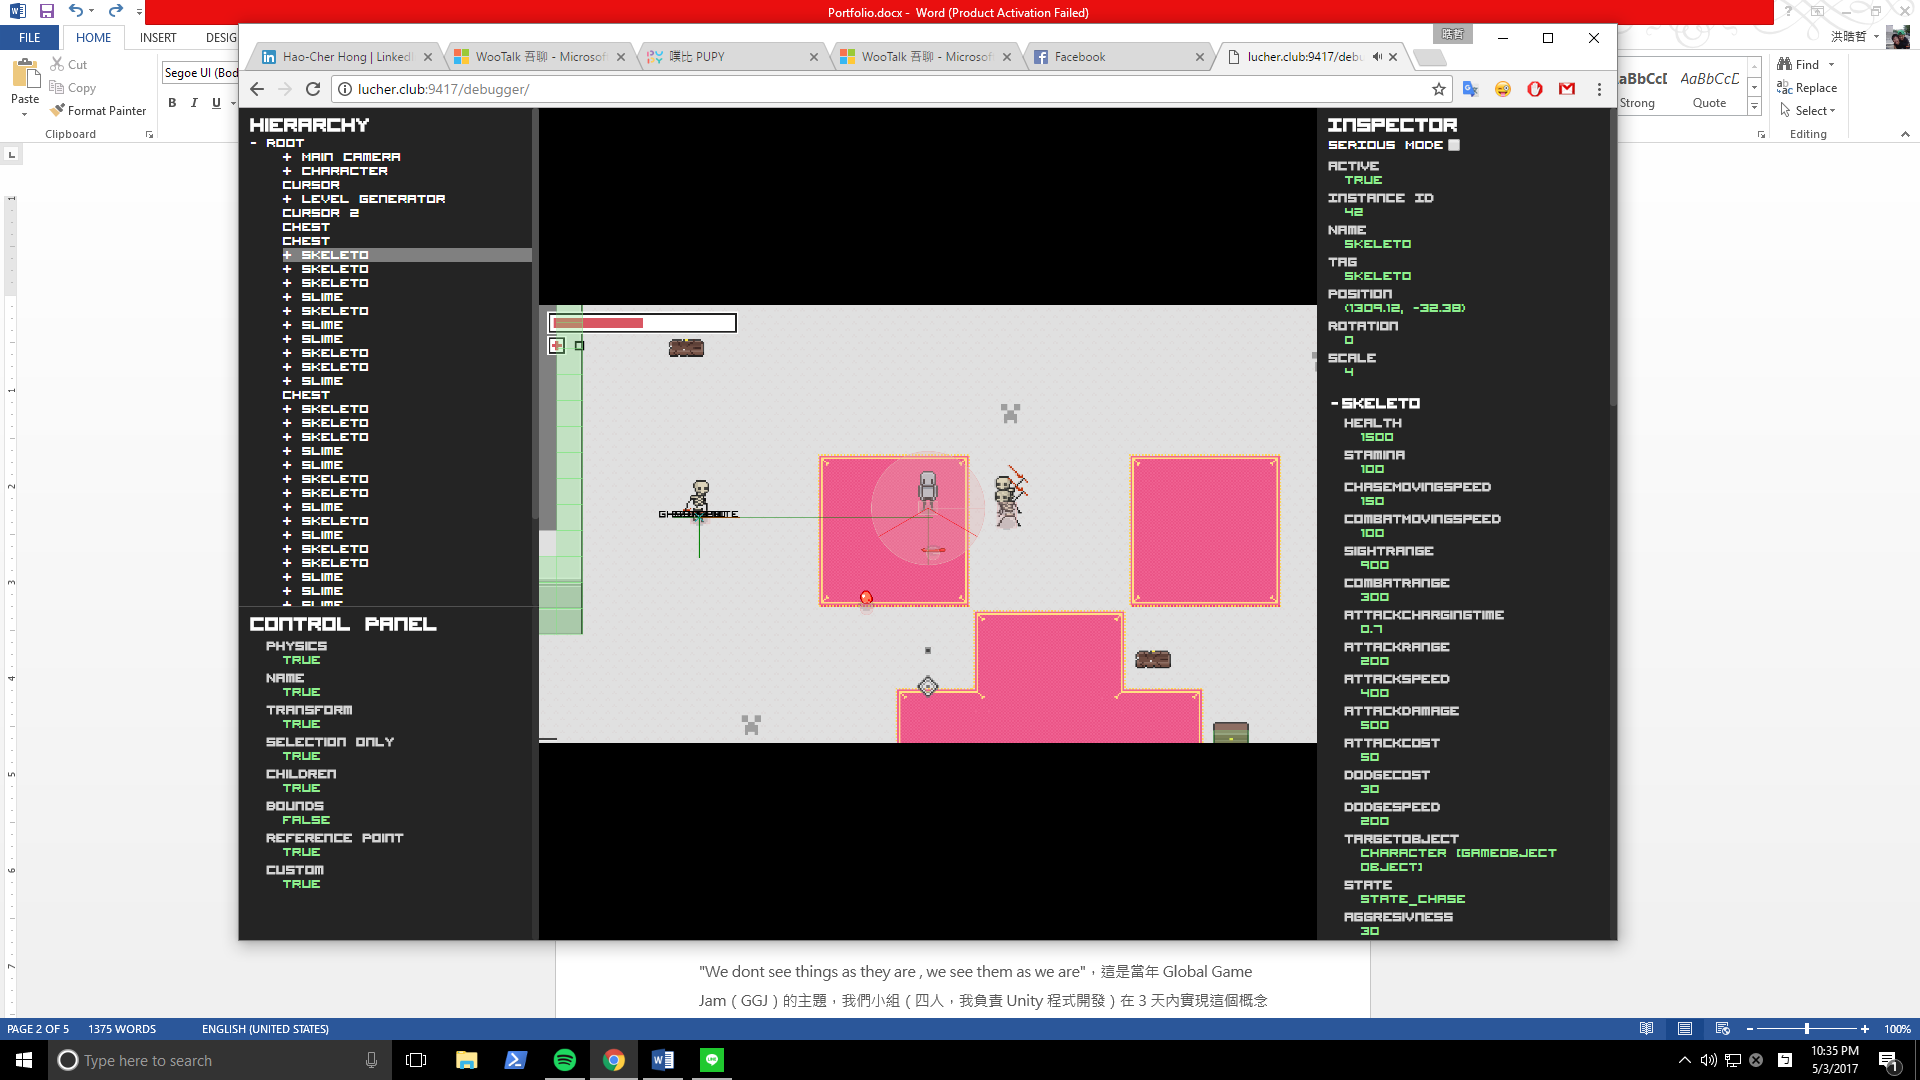 Portfolio.docx - Word (Product Activation Failed)
FILE
HOME
INSERT
DESIG
洪晧哲
晧哲
Hao-Cher Hong | LinkedI
WooTalk 吾聊 - Microsof
噗比 PUPY
WooTalk 吾聊 - Microsof
Facebook
lucher.club:9417/debu
lucher.club:9417/debugger/
Paste
Cut
Copy
Format Painter
Clipboard
Segoe UI (Bod
B I U
aBbCcDc
AaBbCcDc
Strong
Quote
Find
Replace
Select
Editing
HIERARCHY
- ROOT
+ MAIN CAMERA
+ CHARACTER
CURSOR
+ LEVEL GENERATOR
CURSOR 2
CHEST
CHEST
+ SKELETO
+ SKELETO
+ SKELETO
+ SLIME
+ SKELETO
+ SLIME
+ SLIME
+ SKELETO
+ SKELETO
+ SLIME
CHEST
+ SKELETO
+ SKELETO
+ SKELETO
+ SLIME
+ SLIME
+ SKELETO
+ SLIME
+ SKELETO
+ SLIME
+ SKELETO
+ SKELETO
+ SLIME
+ SLIME
+ SLIME
CONTROL PANEL
PHYSICS
TRUE
NAME
TRUE
TRANSFORM
TRUE
SELECTION ONLY
TRUE
CHILDREN
TRUE
BOUNDS
FALSE
REFERENCE POINT
TRUE
CUSTOM
TRUE
INSPECTOR
SERIOUS MODE
ACTIVE
TRUE
INSTANCE ID
42
NAME
SKELETO
TAG
SKELETO
POSITION
(1309.12, -32.38)
ROTATION
0
SCALE
4
-SKELETO
HEALTH
1500
STAMINA
100
CHASEMOVINGSPEED
150
COMBATMOVINGSPEED
100
SIGHTRANGE
900
COMBATRANGE
300
ATTACKCHARGINGTIME
0.7
ATTACKRANGE
200
ATTACKSPEED
400
ATTACKDAMAGE
500
ATTACKCOST
50
DODGECOST
30
DODGESPEED
200
TARGETOBJECT
CHARACTER [GAMEOBJECT
OBJECT]
STATE
STATE_CHASE
AGGRESIVNESS
30
"We dont see things as they are , we see them as we are"，這是當年 Global Game
Jam（GGJ）的主題，我們小組（四人，我負責 Unity 程式開發）在 3 天內實現這個概念
PAGE 2 OF 5
1375 WORDS
ENGLISH (UNITED STATES)
100%
Type here to search
10:35 PM
5/3/2017
1